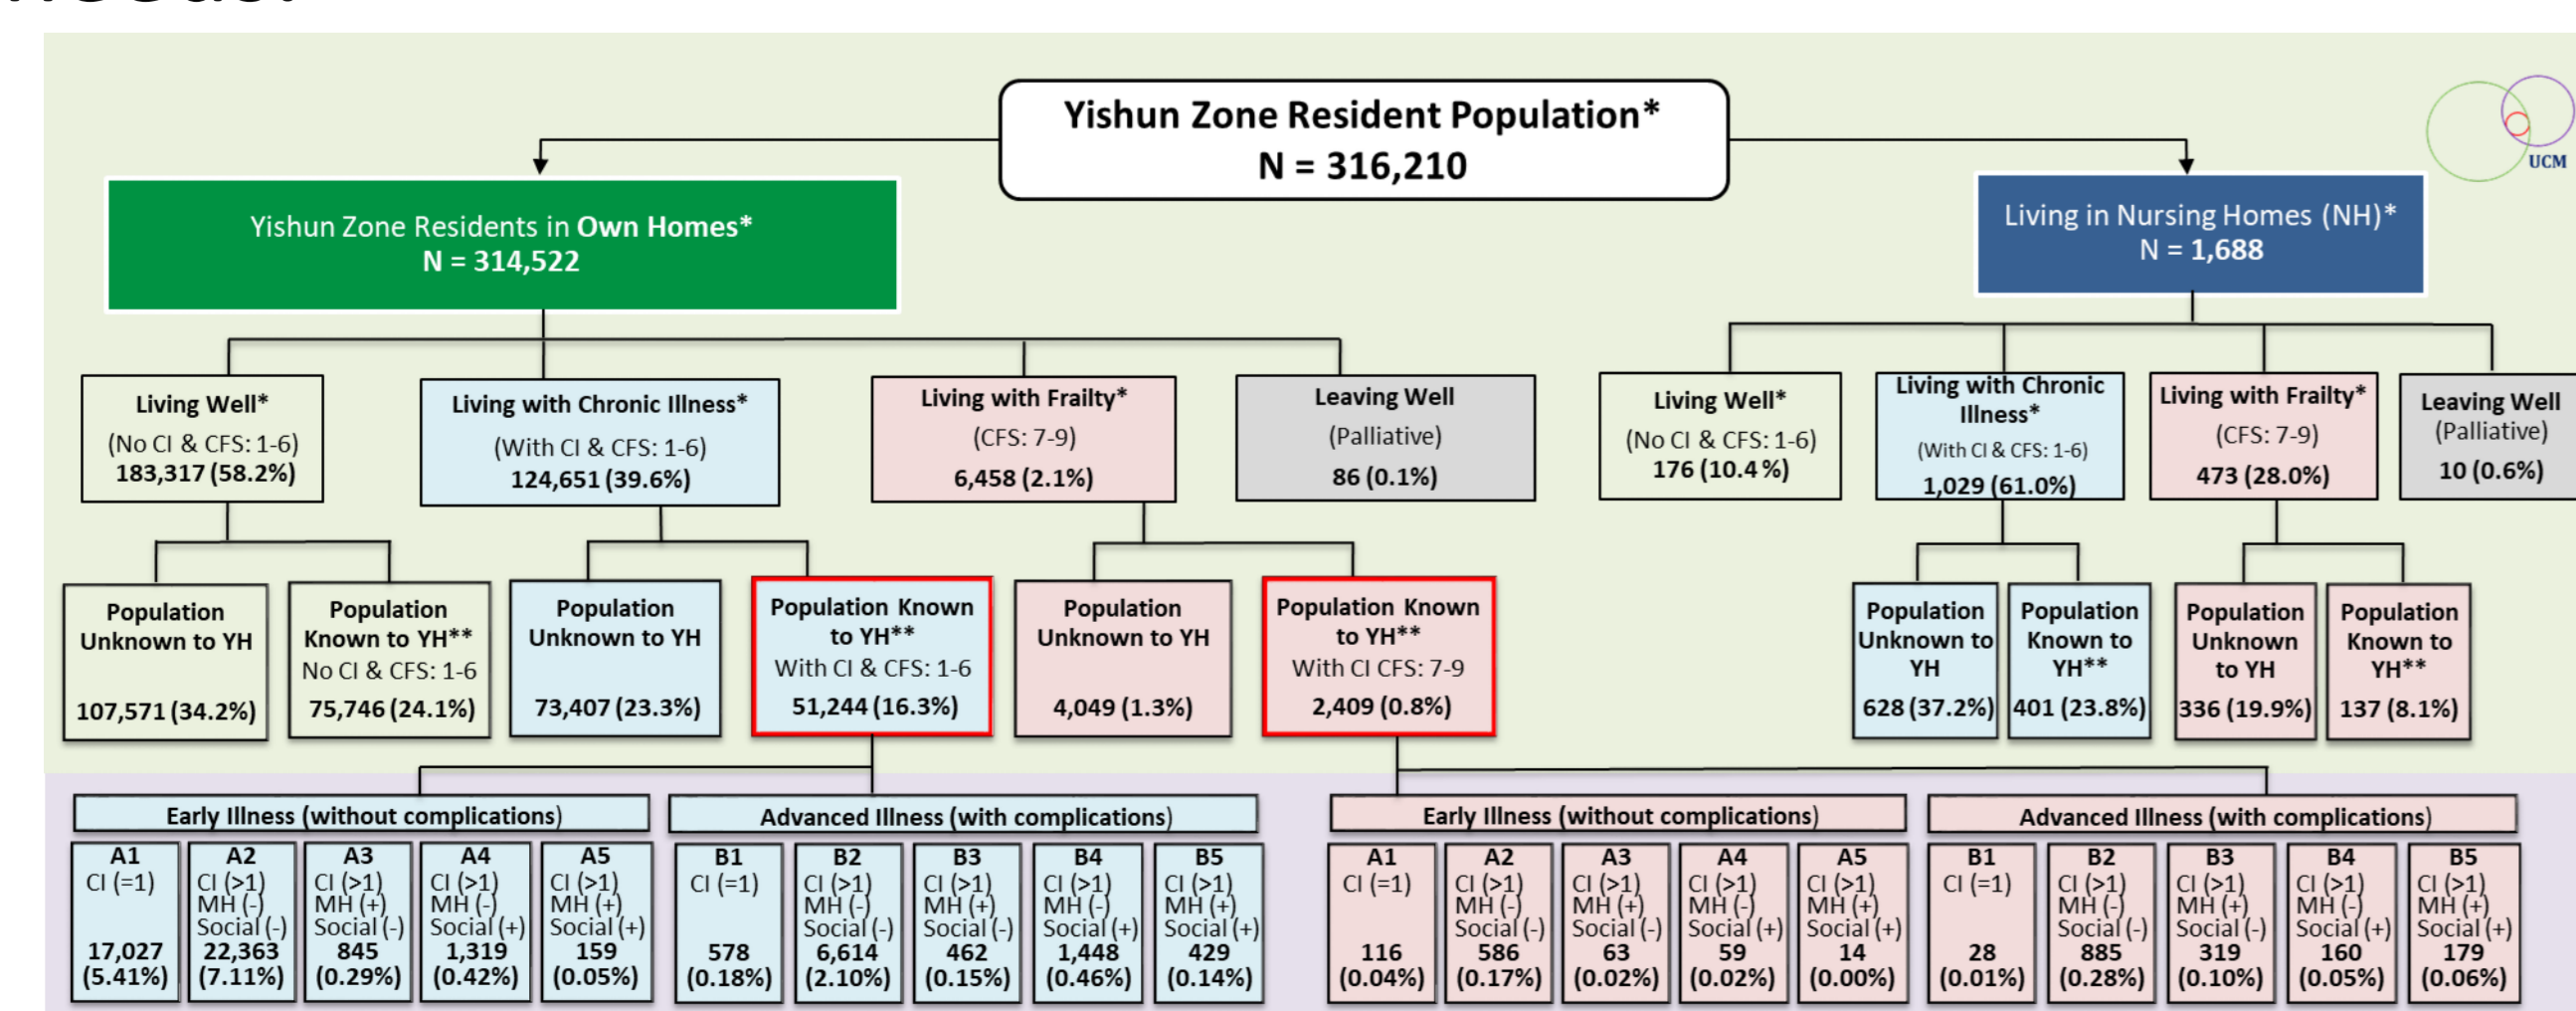 Yishun Zone Resident Population*
N = 316,210
UCM
Yishun Zone Residents in Own Homes*
N = 314,522
Living in Nursing Homes (NH)*
N = 1,688
Living Well*
(No CI & CFS: 1-6)
183,317 (58.2%)
Living with Chronic Illness*
(With CI & CFS: 1-6)
124,651 (39.6%)
Living with Frailty*
(CFS: 7-9)
6,458 (2.1%)
Leaving Well
(Palliative)
86 (0.1%)
Living Well*
(No CI & CFS: 1-6)
176 (10.4 %)
Living with Chronic
Illness*
(With CI & CFS: 1-6)
1,029 (61.0%)
Living with Frailty*
(CFS: 7-9)
473 (28.0%)
Leaving Well
(Palliative)
10 (0.6%)
Population
Unknown to YH
107,571 (34.2%)
Population
Known to YH**
No CI & CFS: 1-6
75,746 (24.1%)
Population
Unknown to YH
73,407 (23.3%)
Population Known
to YH**
With CI & CFS: 1-6
51,244 (16.3%)
Population
Unknown to YH
4,049 (1.3%)
Population Known
to YH**
With CI CFS: 7-9
2,409 (0.8%)
Population
Unknown to
YH
628 (37.2%)
Population
Known to
YH**
401 (23.8%)
Population
Unknown
to YH
336 (19.9%)
Population
Known to
YH**
137 (8.1%)
Early Illness (without complications)
A1
CI (=1)
17,027
(5.41%)
A2
CI (>1)
MH (-)
Social (-)
22,363
(7.11%)
A3
CI (>1)
MH (+)
Social (-)
845
(0.29%)
A4
CI (>1)
MH (-)
Social (+)
1,319
(0.42%)
A5
CI (>1)
MH (+)
Social (+)
159
(0.05%)
Advanced Illness (with complications)
B1
CI (=1)
578
(0.18%)
B2
CI (>1)
MH (-)
Social (-)
6,614
(2.10%)
B3
CI (>1)
MH (+)
Social (-)
462
(0.15%)
B4
CI (>1)
MH (-)
Social (+)
1,448
(0.46%)
B5
CI (>1)
MH (+)
Social (+)
429
(0.14%)
Early Illness (without complications)
A1
CI (=1)
116
(0.04%)
A2
CI (>1)
MH (-)
Social (-)
586
(0.17%)
A3
CI (>1)
MH (+)
Social (-)
63
(0.02%)
A4
CI (>1)
MH (-)
Social (+)
59
(0.02%)
A5
CI (>1)
MH (+)
Social (+)
14
(0.00%)
Advanced Illness (with complications)
B1
CI (=1)
28
(0.01%)
B2
CI (>1)
MH (-)
Social (-)
885
(0.28%)
B3
CI (>1)
MH (+)
Social (-)
319
(0.10%)
B4
CI (>1)
MH (-)
Social (+)
160
(0.05%)
B5
CI (>1)
MH (+)
Social (+)
179
(0.06%)